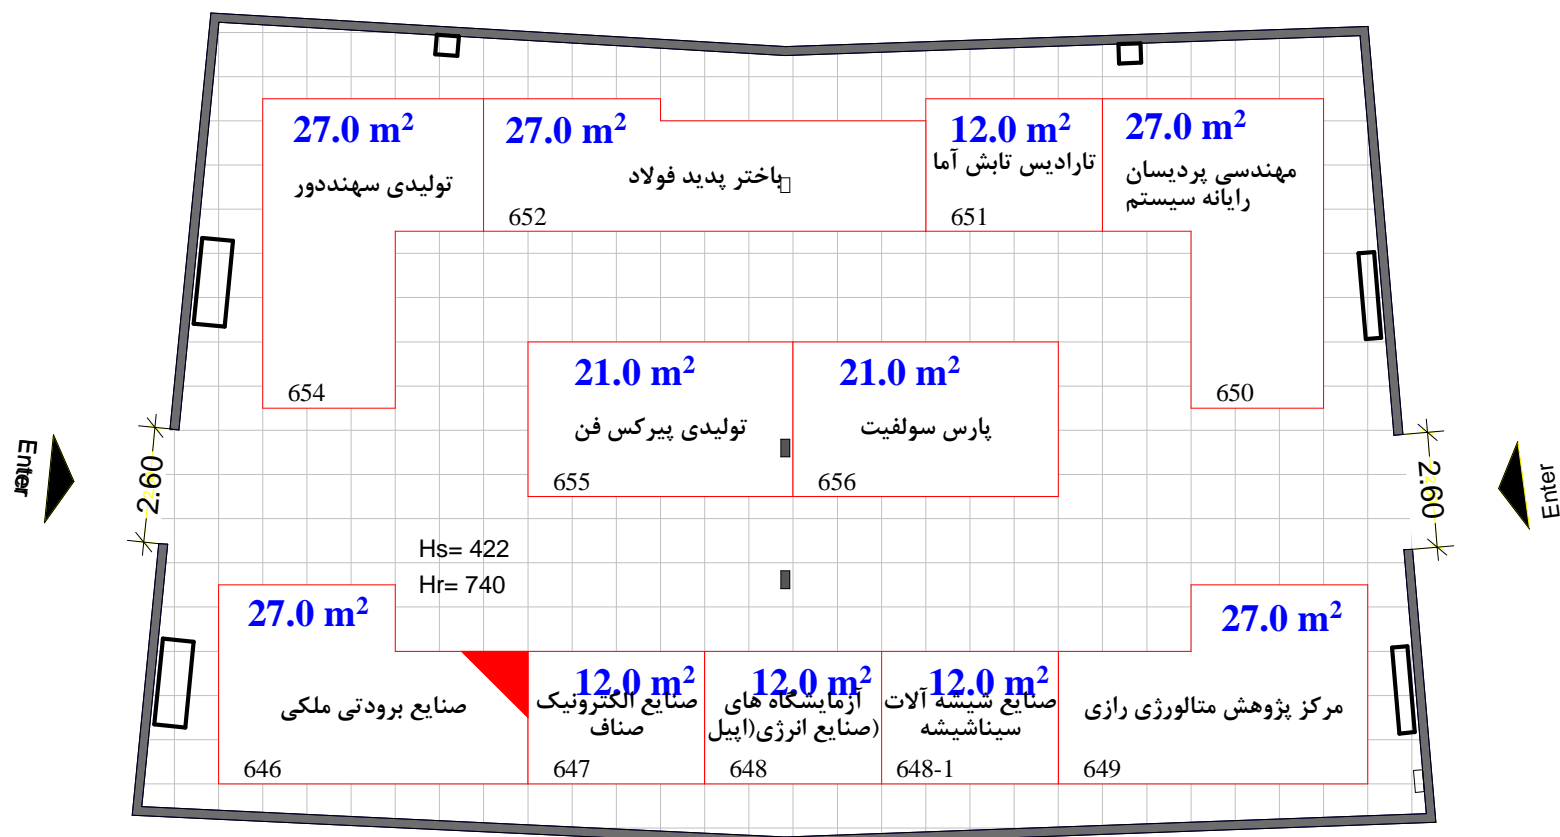 27.0 m²
تولیدی سهنددور
654
27.0 m²
باختر پدید فولاد
652
12.0 m²
تارادیس تابش آما
651
27.0 m²
مهندسی پردیسان
رایانه سیستم
650
21.0 m²
تولیدی پیرکس فن
655
21.0 m²
پارس سولفیت
656
Enter
2.60
2.60
Enter
Hs= 422
Hr= 740
27.0 m²
صنایع برودتی ملکی
646
12.0 m²
صنایع الکترونیک
صناف
647
12.0 m²
آزمایشگاه های
صنایع انرژی(اپیل)
648
12.0 m²
صنایع شیشه آلات
سیناشیشه
648-1
27.0 m²
مرکز پژوهش متالورژی رازی
649